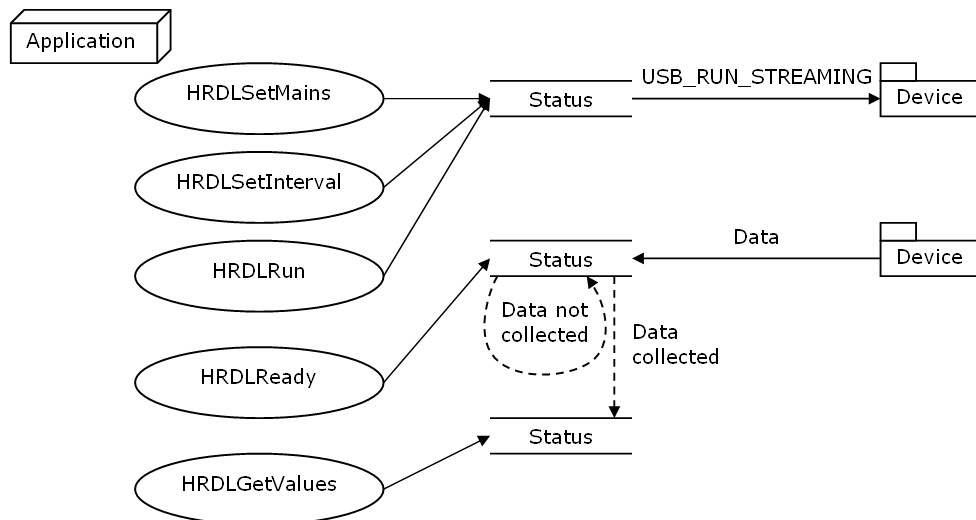 Application
HRDLSetMains
Status
USB_RUN_STREAMING
Device
HRDLSetInterval
HRDLRun
Status
Data
Device
Data not
collected
Data
collected
HRDLReady
Status
HRDLGetValues